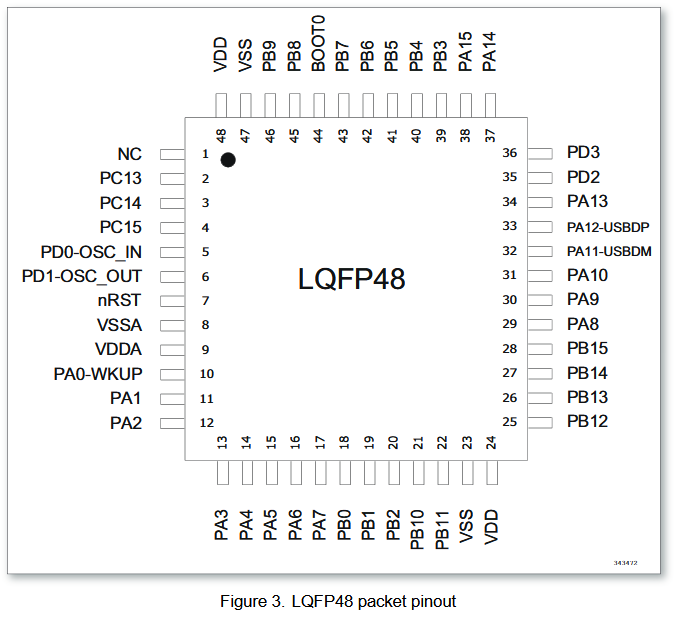 VDD VSS PB9 PB8 BOOT0 PB7 PB6 PB5 PB4 PB3 PA15 PA14
48 47 46 45 44 43 42 41 40 39 38 37
NC 1 36 PD3
PC13 2 35 PD2
PC14 3 34 PA13
PC15 4 33 PA12-USBDP
PD0-OSC_IN 5 32 PA11-USBDM
PD1-OSC_OUT 6 LQFP48 31 PA10
nRST 7 30 PA9
VSSA 8 29 PA8
VDDA 9 28 PB15
PA0-WKUP 10 27 PB14
PA1 11 26 PB13
PA2 12 25 PB12
13 14 15 16 17 18 19 20 21 22 23 24
PA3 PA4 PA5 PA6 PA7 PB0 PB1 PB2 PB10 PB11 VSS VDD
343472
Figure 3. LQFP48 packet pinout